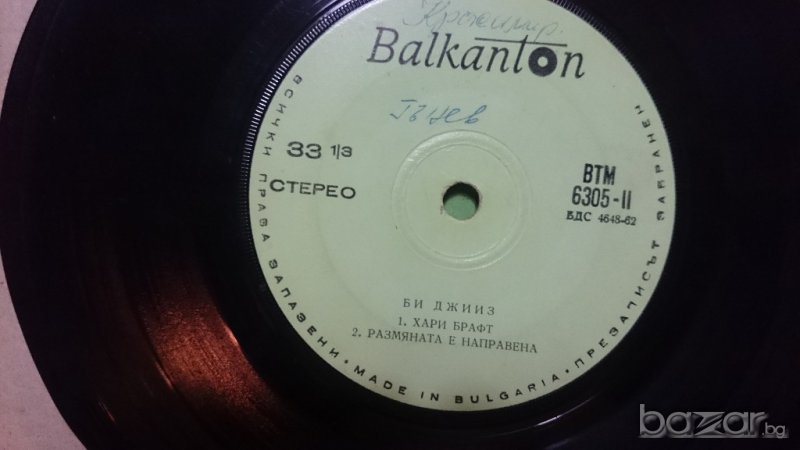 Balkanton
33 1/3
СТЕРЕО
ВТМ
6305-II
БДС 4648-62
БИ ДЖИИЗ
1. ХАРИ БРАФТ
2. РАЗМЯНАТА Е НАПРАВЕНА
ВСИЧКИ ПРАВА ЗАПАЗЕНИ • MADE IN BULGARIA • ПРЕЗАПИСЪТ ЗАБРАНЕН
bazar.bg